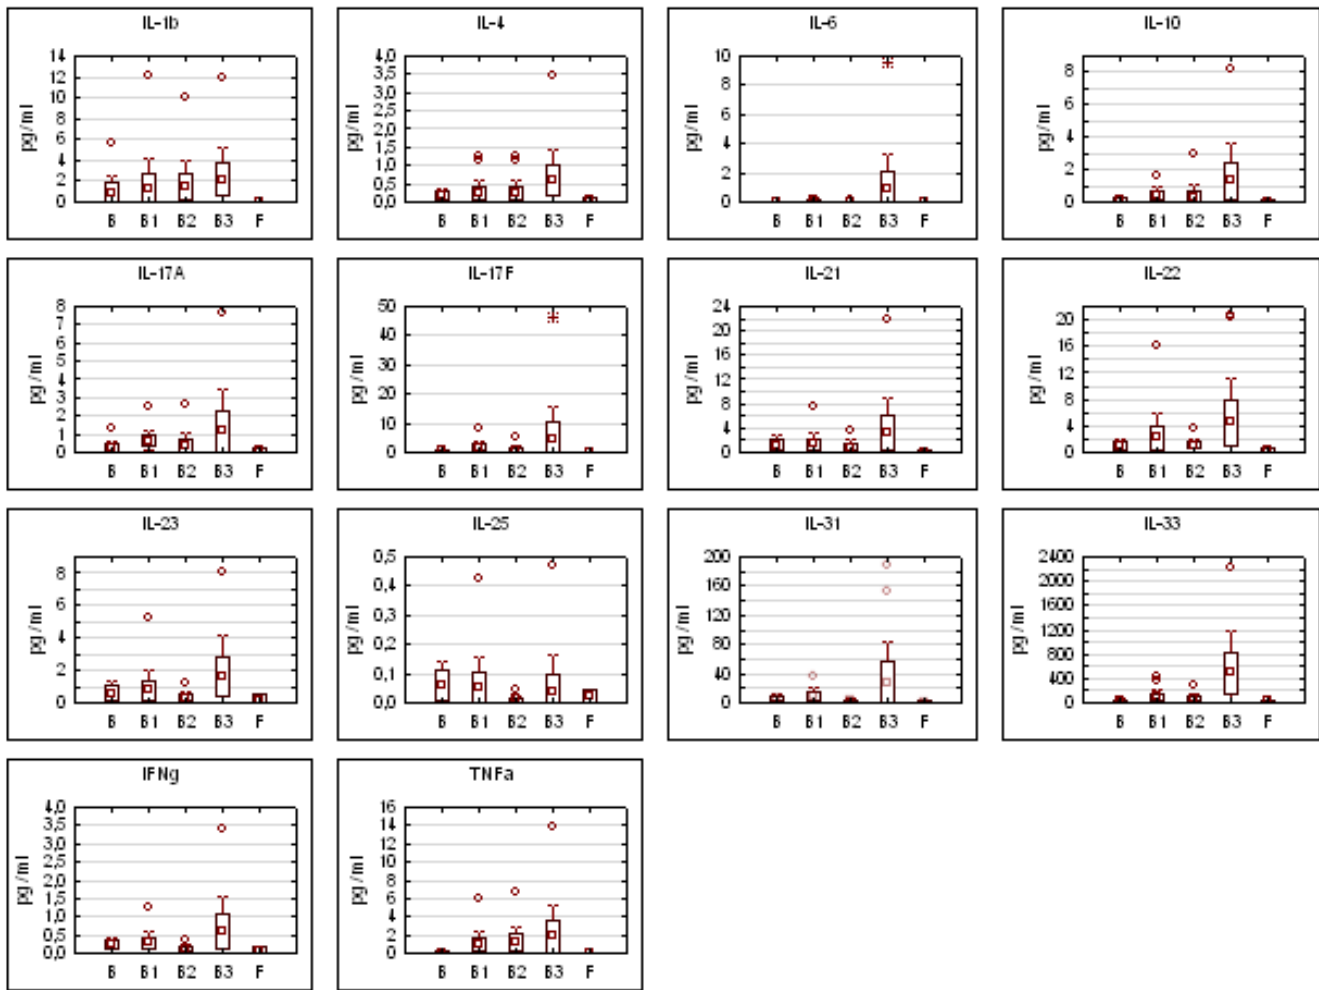 IL-1b
pg/ml
14
12
10
8
6
4
2
0
B B1 B2 B3 F
IL-4
pg/ml
4,0
3,5
3,0
2,5
2,0
1,5
1,0
0,5
0,0
B B1 B2 B3 F
IL-6
pg/ml
10
8
6
4
2
0
B B1 B2 B3 F
IL-10
pg/ml
8
6
4
2
0
B B1 B2 B3 F
IL-17A
pg/ml
8
7
6
5
4
3
2
1
0
B B1 B2 B3 F
IL-17F
pg/ml
50
40
30
20
10
0
B B1 B2 B3 F
IL-21
pg/ml
24
20
16
12
8
4
0
B B1 B2 B3 F
IL-22
pg/ml
20
16
12
8
4
0
B B1 B2 B3 F
IL-23
pg/ml
8
6
4
2
0
B B1 B2 B3 F
IL-25
pg/ml
0,5
0,4
0,3
0,2
0,1
0,0
B B1 B2 B3 F
IL-31
pg/ml
200
160
120
80
40
0
B B1 B2 B3 F
IL-33
pg/ml
2400
2000
1600
1200
800
400
0
B B1 B2 B3 F
IFNg
pg/ml
4,0
3,5
3,0
2,5
2,0
1,5
1,0
0,5
0,0
B B1 B2 B3 F
TNFa
pg/ml
16
14
12
10
8
6
4
2
0
B B1 B2 B3 F